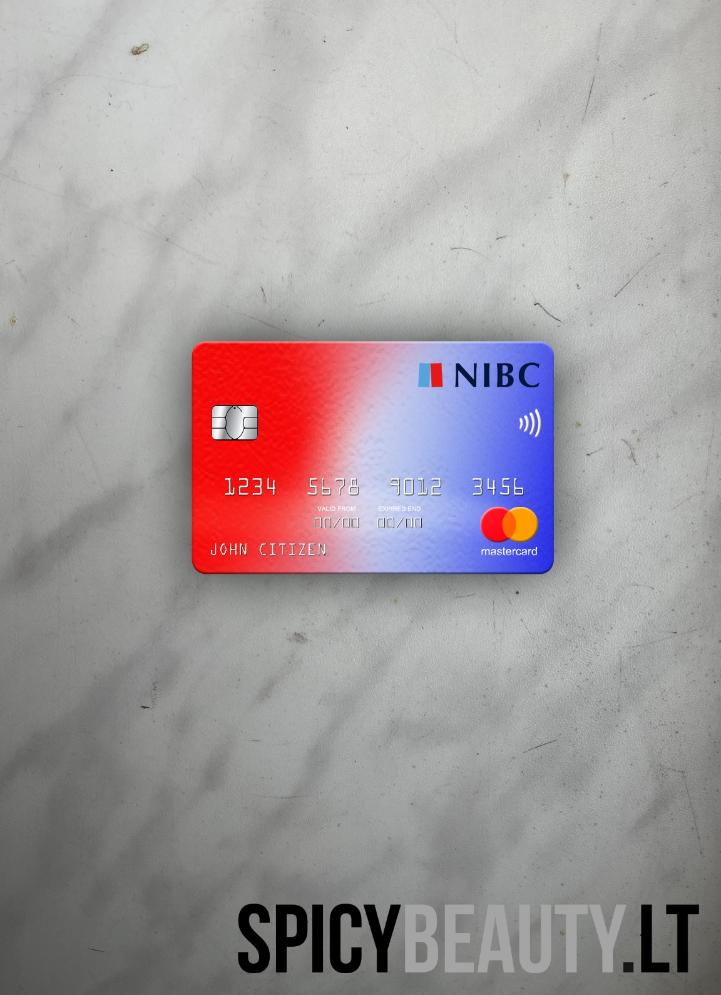 NIBC
1234 5678 9012 3456
VALID FROM EXPIRES END
00/00 00/00
JOHN CITIZEN
mastercard
SPICYBEAUTY.LT